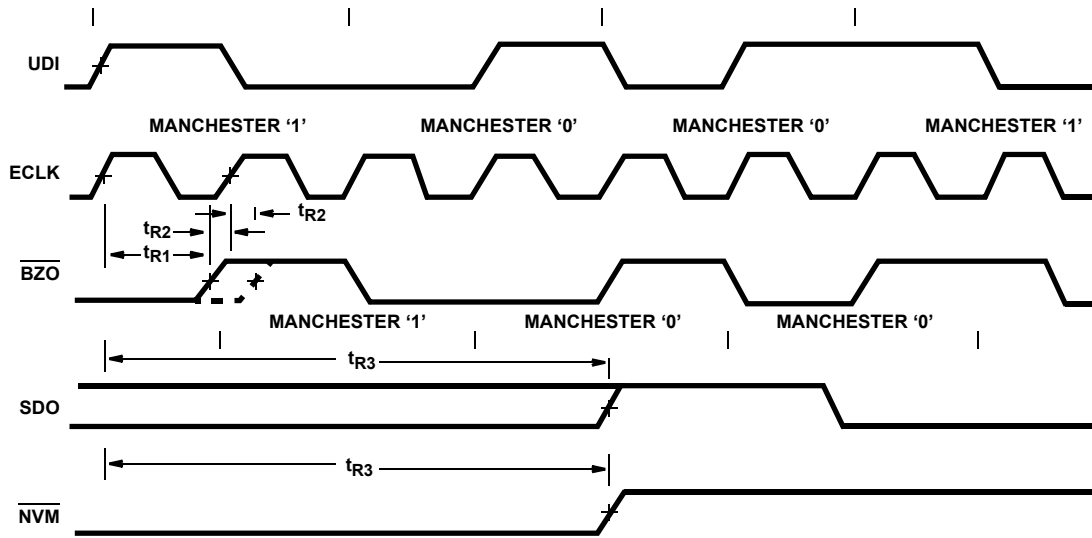 UDI
MANCHESTER ‘1’ MANCHESTER ‘0’ MANCHESTER ‘0’ MANCHESTER ‘1’
ECLK
tR2
tR2
tR1
BZO
MANCHESTER ‘1’ MANCHESTER ‘0’ MANCHESTER ‘0’
tR3
SDO
tR3
NVM